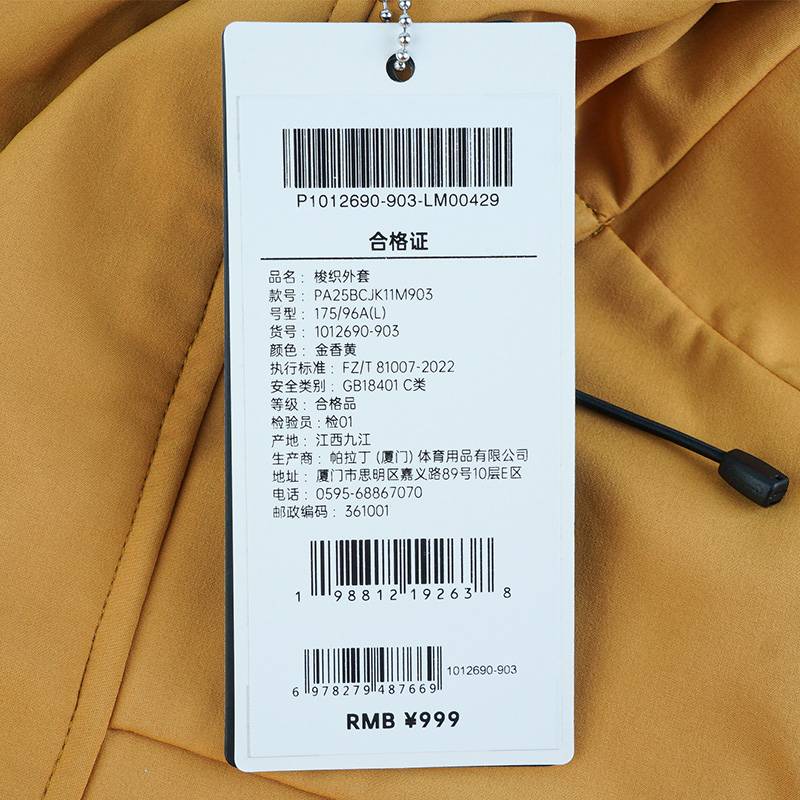 P1012690-903-LM00429
合格证
品名：梭织外套
款号：PA25BCJK11M903
号型：175/96A(L)
货号：1012690-903
颜色：金香黄
执行标准：FZ/T 81007-2022
安全类别：GB18401 C类
等级：合格品
检验员：检01
产地：江西九江
生产商：帕拉丁（厦门）体育用品有限公司
地址：厦门市思明区嘉义路89号10层E区
电话：0595-68867070
邮政编码：361001
1 98812 19263 8
1012690-903
6 978279 487669
RMB ¥999